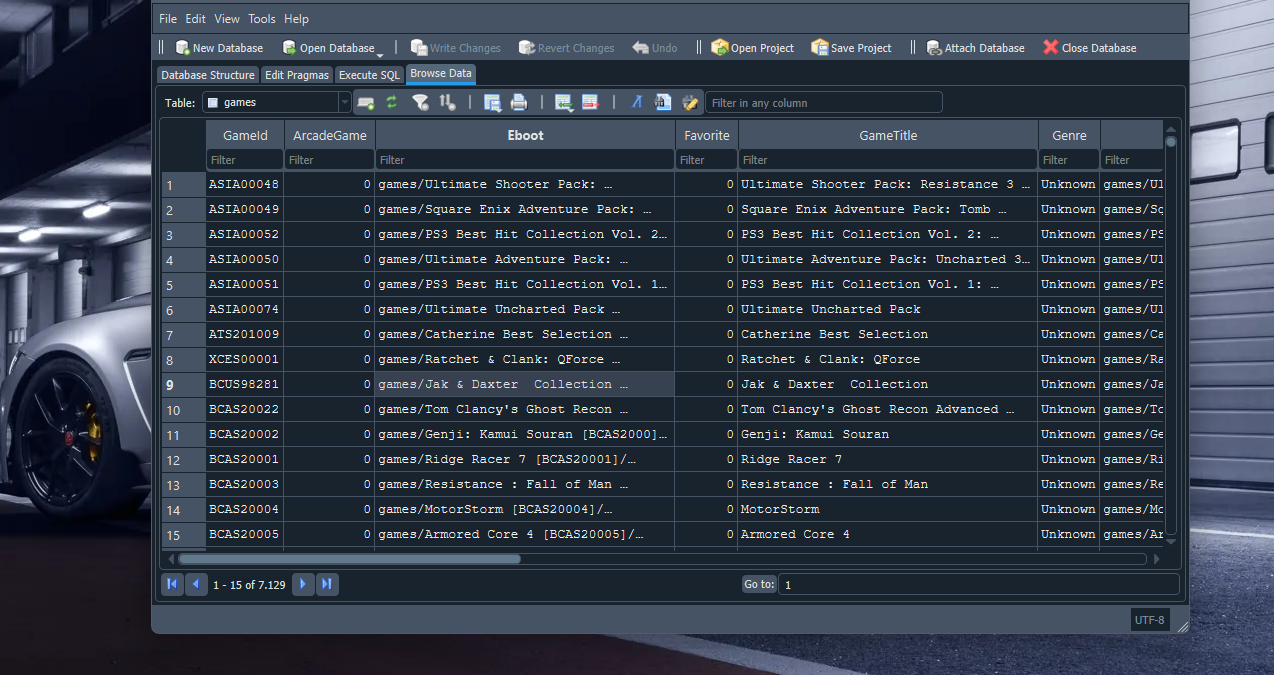 File Edit View Tools Help
New Database Open Database Write Changes Revert Changes Undo Open Project Save Project Attach Database Close Database
Database Structure Edit Pragmas Execute SQL Browse Data
Table: games Filter in any column
GameId ArcadeGame Eboot Favorite GameTitle Genre
Filter Filter Filter Filter Filter Filter Filter
1 ASIA00048 0 games/Ultimate Shooter Pack: … 0 Ultimate Shooter Pack: Resistance 3 … Unknown games/Ul
2 ASIA00049 0 games/Square Enix Adventure Pack: … 0 Square Enix Adventure Pack: Tomb … Unknown games/Sq
3 ASIA00052 0 games/PS3 Best Hit Collection Vol. 2… 0 PS3 Best Hit Collection Vol. 2: … Unknown games/PS
4 ASIA00050 0 games/Ultimate Adventure Pack: … 0 Ultimate Adventure Pack: Uncharted 3… Unknown games/Ul
5 ASIA00051 0 games/PS3 Best Hit Collection Vol. 1… 0 PS3 Best Hit Collection Vol. 1: … Unknown games/PS
6 ASIA00074 0 games/Ultimate Uncharted Pack … 0 Ultimate Uncharted Pack Unknown games/Ul
7 ATS201009 0 games/Catherine Best Selection … 0 Catherine Best Selection Unknown games/Ca
8 XCES00001 0 games/Ratchet & Clank: QForce … 0 Ratchet & Clank: QForce Unknown games/Ra
9 BCUS98281 0 games/Jak & Daxter  Collection … 0 Jak & Daxter  Collection Unknown games/Ja
10 BCAS20022 0 games/Tom Clancy's Ghost Recon … 0 Tom Clancy's Ghost Recon Advanced … Unknown games/To
11 BCAS20002 0 games/Genji: Kamui Souran [BCAS2000]… 0 Genji: Kamui Souran Unknown games/Ge
12 BCAS20001 0 games/Ridge Racer 7 [BCAS20001]/… 0 Ridge Racer 7 Unknown games/Ri
13 BCAS20003 0 games/Resistance : Fall of Man … 0 Resistance : Fall of Man Unknown games/Re
14 BCAS20004 0 games/MotorStorm [BCAS20004]/… 0 MotorStorm Unknown games/Mo
15 BCAS20005 0 games/Armored Core 4 [BCAS20005]/… 0 Armored Core 4 Unknown games/Ar
1 - 15 of 7.129 Go to: 1
UTF-8